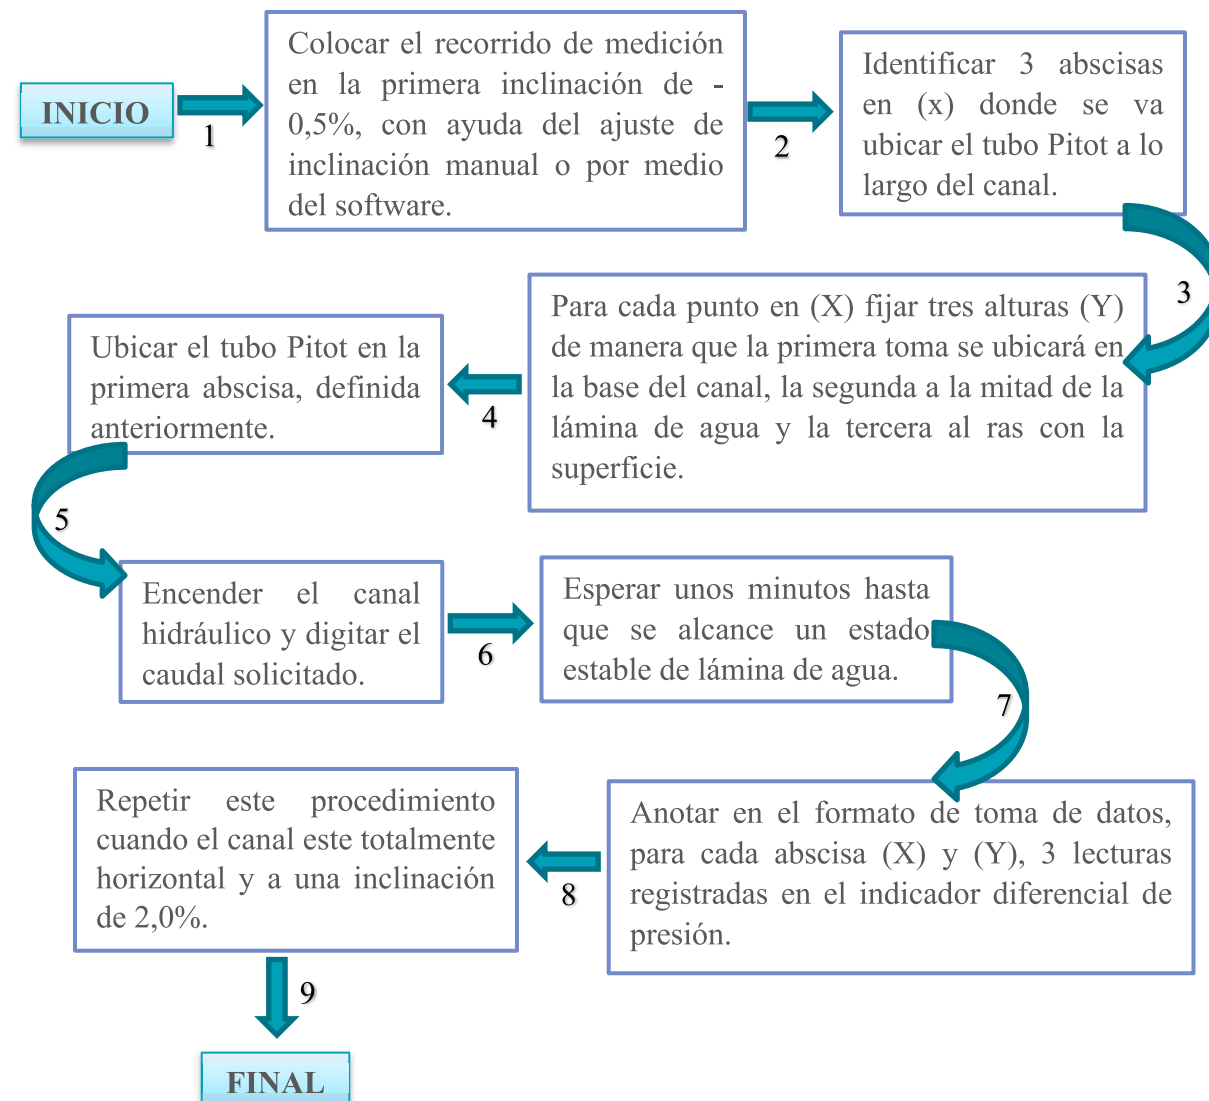 INICIO
1
Colocar el recorrido de medición
en la primera inclinación de -
0,5%, con ayuda del ajuste de
inclinación manual o por medio
del software.
2
Identificar 3 abscisas
en (x) donde se va
ubicar el tubo Pitot a lo
largo del canal.
3
Para cada punto en (X) fijar tres alturas (Y)
de manera que la primera toma se ubicará en
la base del canal, la segunda a la mitad de la
lámina de agua y la tercera al ras con la
superficie.
4
Ubicar el tubo Pitot en la
primera abscisa, definida
anteriormente.
5
Encender el canal
hidráulico y digitar el
caudal solicitado.
6
Esperar unos minutos hasta
que se alcance un estado
estable de lámina de agua.
7
Anotar en el formato de toma de datos,
para cada abscisa (X) y (Y), 3 lecturas
registradas en el indicador diferencial de
presión.
8
Repetir este procedimiento
cuando el canal este totalmente
horizontal y a una inclinación
de 2,0%.
9
FINAL